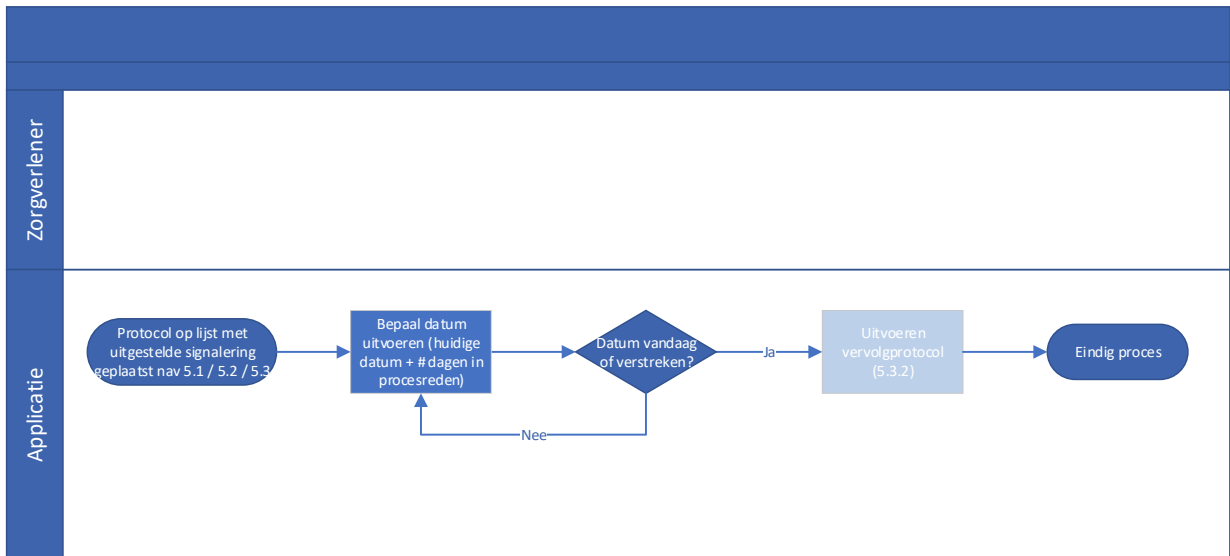 Zorgverlener
Applicatie
Protocol op lijst met
uitgestelde signalering
geplaatst nav 5.1 / 5.2 / 5.3
Bepaal datum
uitvoeren (huidige
datum + # dagen in
procesreden)
Datum vandaag
of verstreken?
Ja
Nee
Uitvoeren
vervolgprotocol
(5.3.2)
Eindig proces